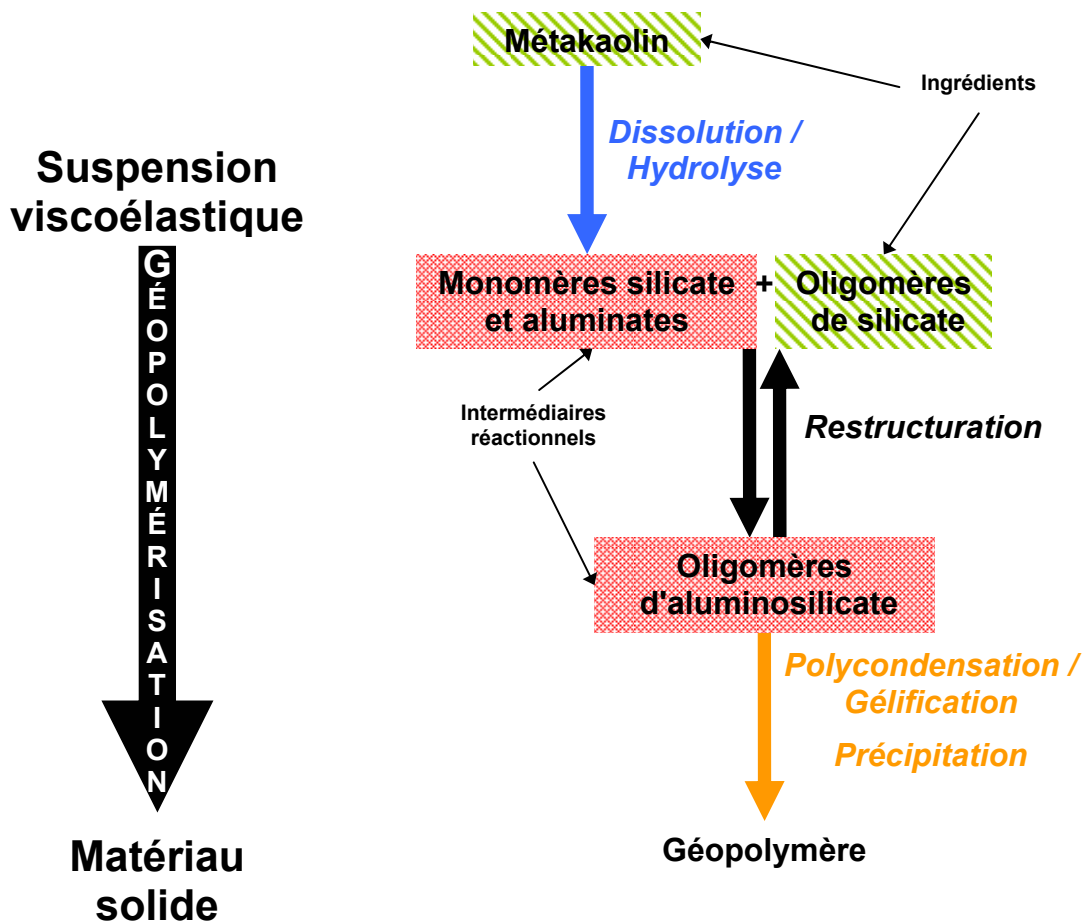 Métakaolin
Ingrédients
Dissolution /
Hydrolyse
Suspension
viscoélastique
GÉOPOLYMÉRISATION
Monomères silicate
et aluminates
+
Oligomères
de silicate
Intermédiaires
réactionnels
Restructuration
Oligomères
d'aluminosilicate
Polycondensation /
Gélification
Précipitation
Géopolymère
Matériau
solide